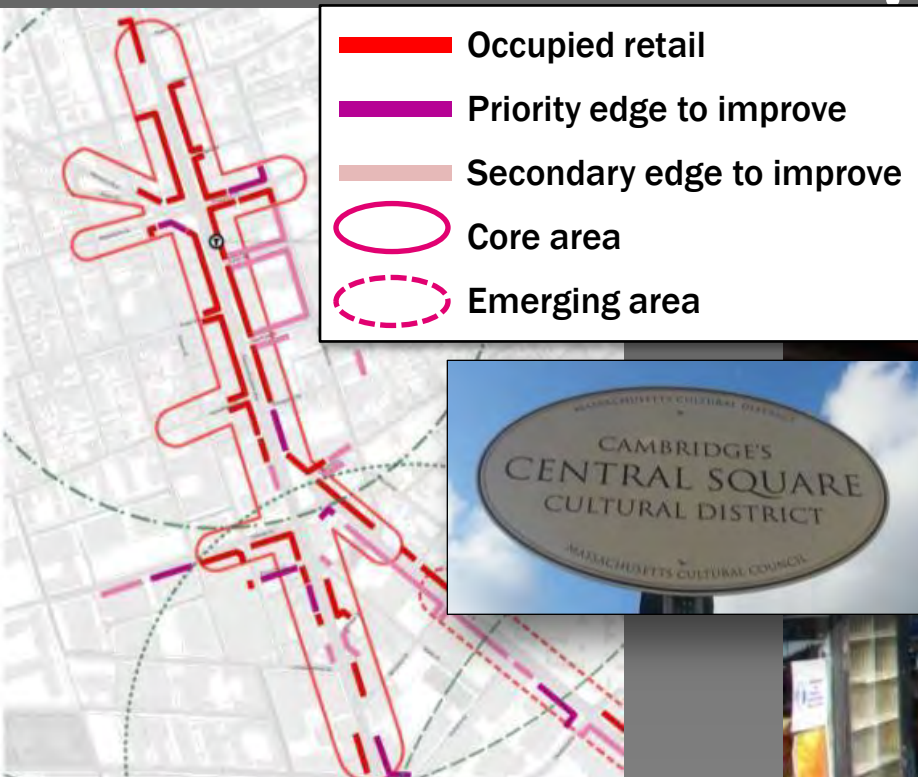 Occupied retail
Priority edge to improve
Secondary edge to improve
Core area
Emerging area
T
MASSACHUSETTS CULTURAL DISTRICT
CAMBRIDGE'S
CENTRAL SQUARE
CULTURAL DISTRICT
MASSACHUSETTS CULTURAL COUNCIL